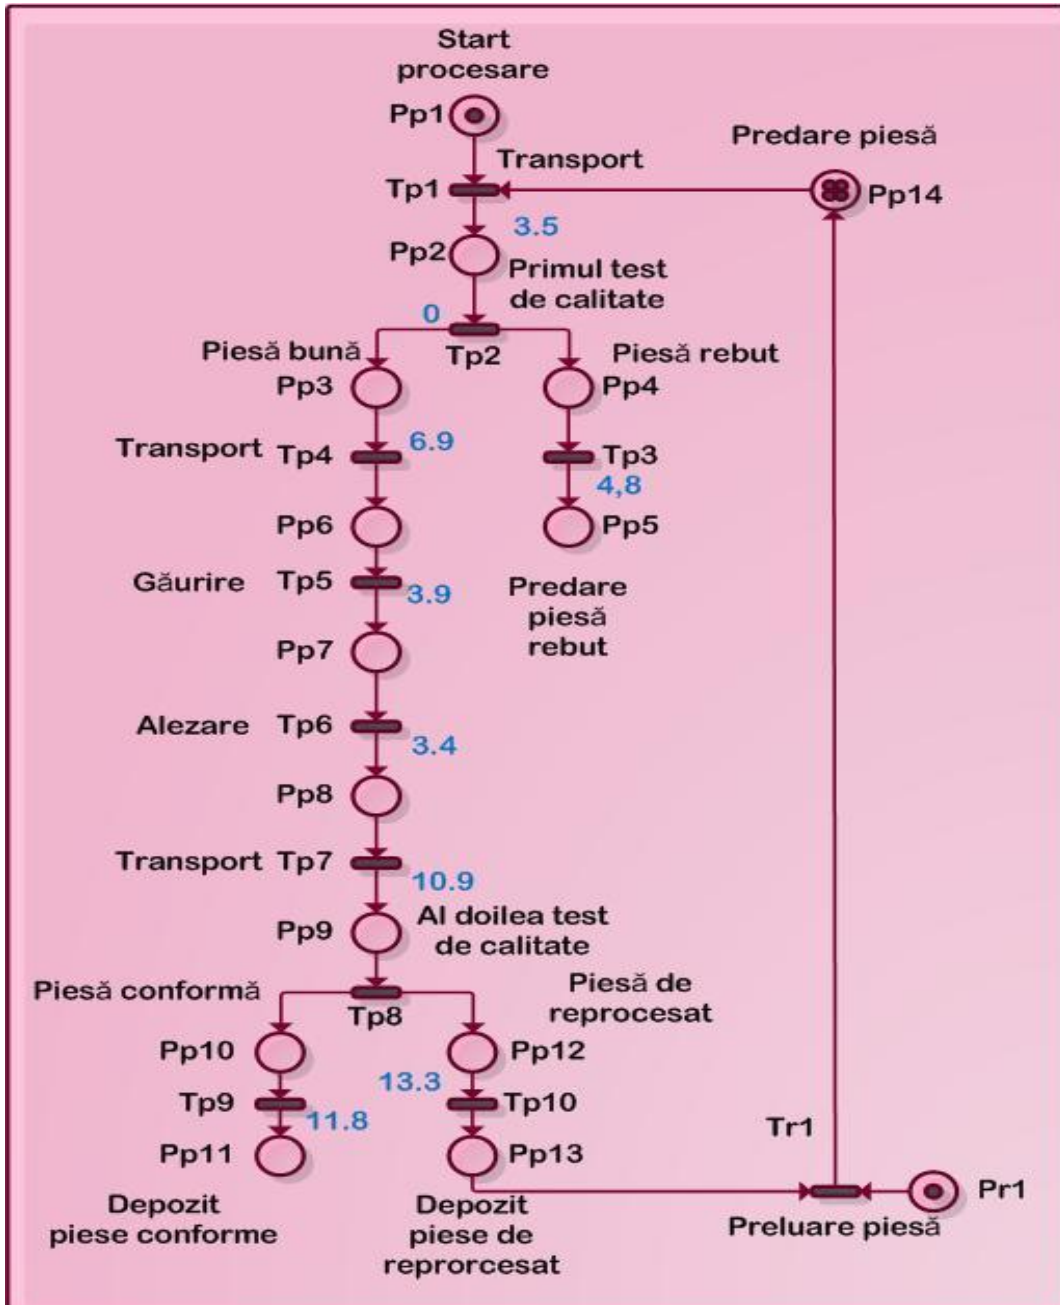 Start
procesare
Pp1
Predare piesă
Transport
Tp1
Pp14
3.5
Pp2
Primul test
de calitate
0
Tp2
Piesă bună
Piesă rebut
Pp3
Pp4
Transport
Tp4
6.9
Tp3
4,8
Pp6
Pp5
Găurire
Tp5
3.9
Predare
piesă
rebut
Pp7
Alezare
Tp6
3.4
Pp8
Transport
Tp7
10.9
Pp9
Al doilea test
de calitate
Piesă conformă
Tp8
Piesă de
reprocesat
Pp10
Pp12
13.3
Tp9
Tp10
11.8
Tr1
Pp11
Pp13
Pr1
Depozit
piese conforme
Depozit
piese de
reprorcesat
Preluare piesă